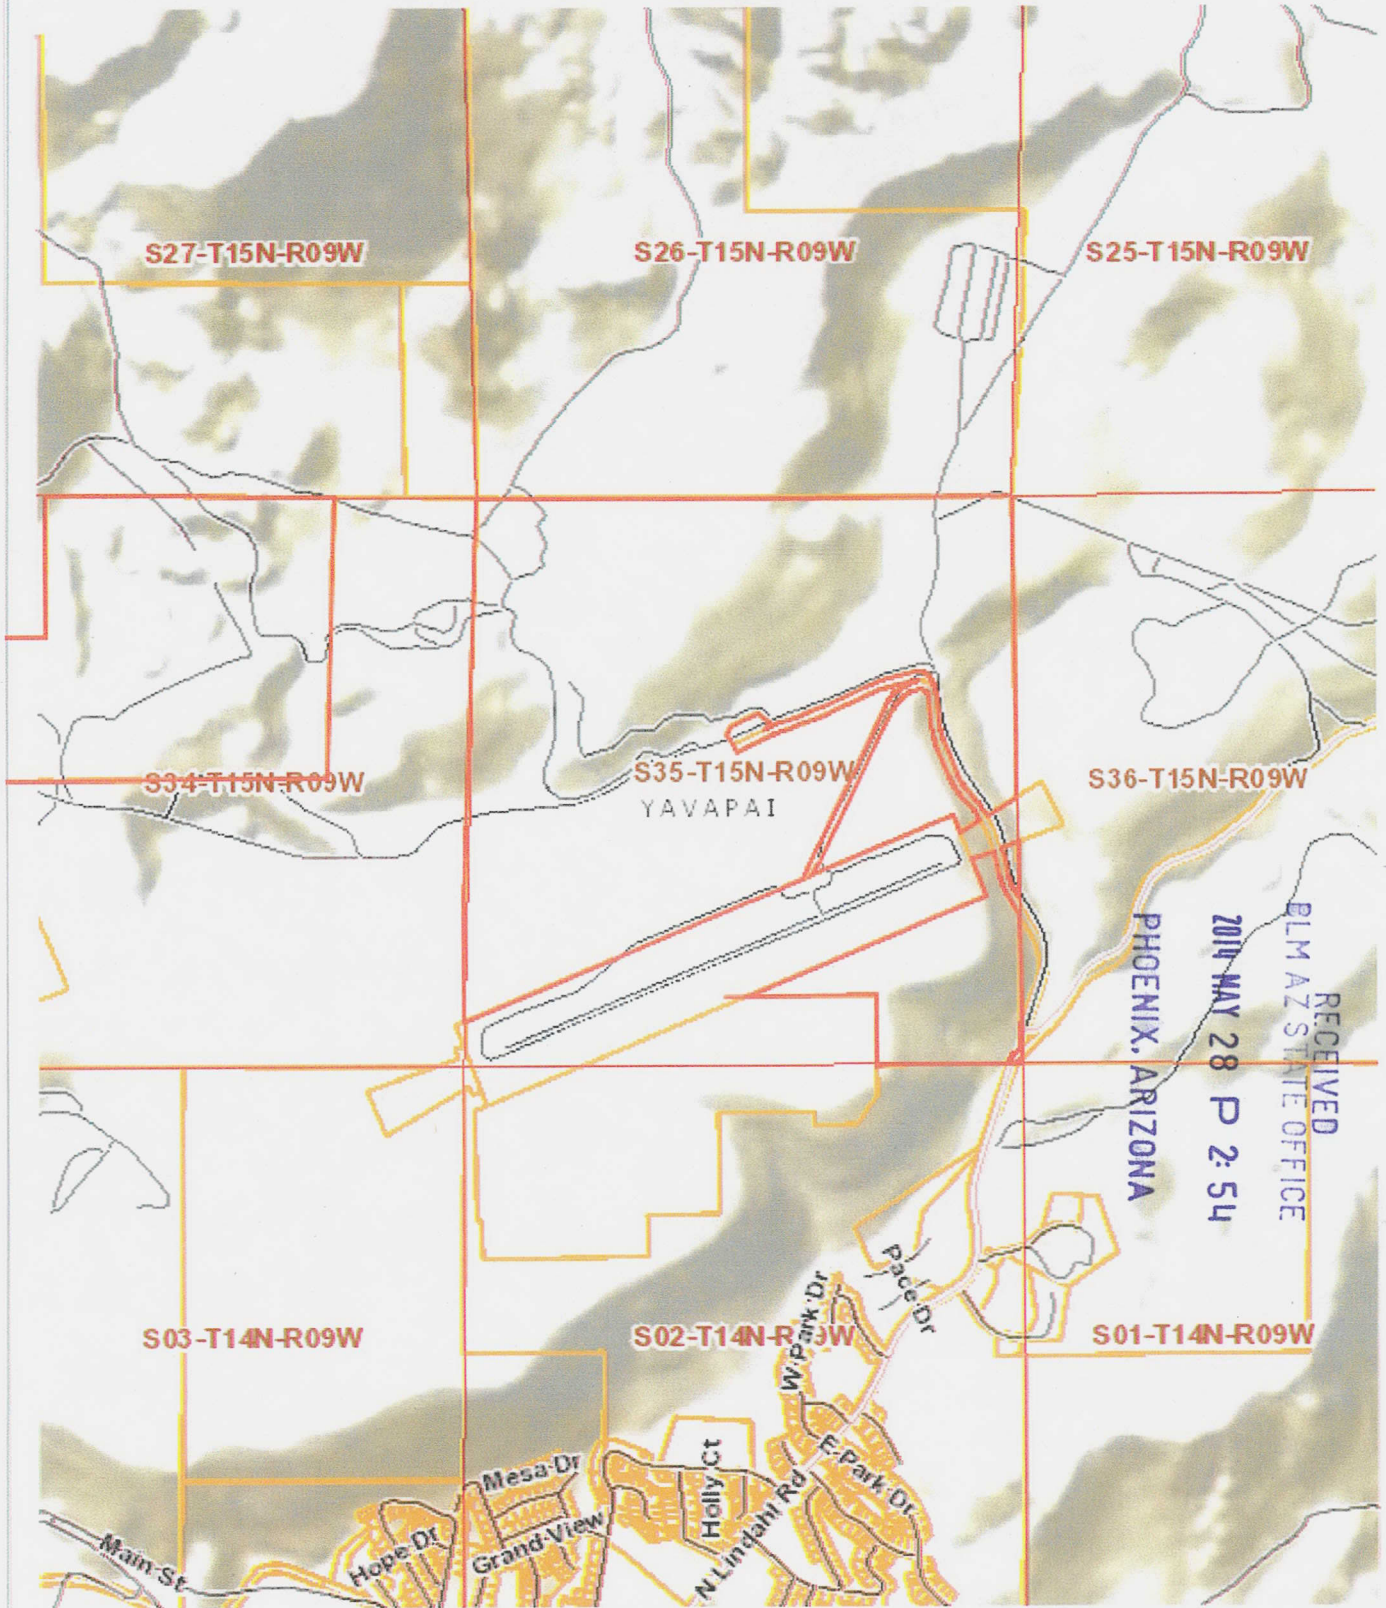 S27-T15N-R09W
S26-T15N-R09W
S25-T15N-R09W
S34-T15N-R09W
S35-T15N-R09W
S36-T15N-R09W
YAVAPAI
RECEIVED
BLM AZ STATE OFFICE
2014 MAY 28 P 2:54
PHOENIX, ARIZONA
Pace Dr
W Park Dr
S03-T14N-R09W
S02-T14N-R09W
S01-T14N-R09W
E Park Dr
Mesa Dr
Holly Ct
N Lindahl Rd
Grand View
Hope Dr
Main St